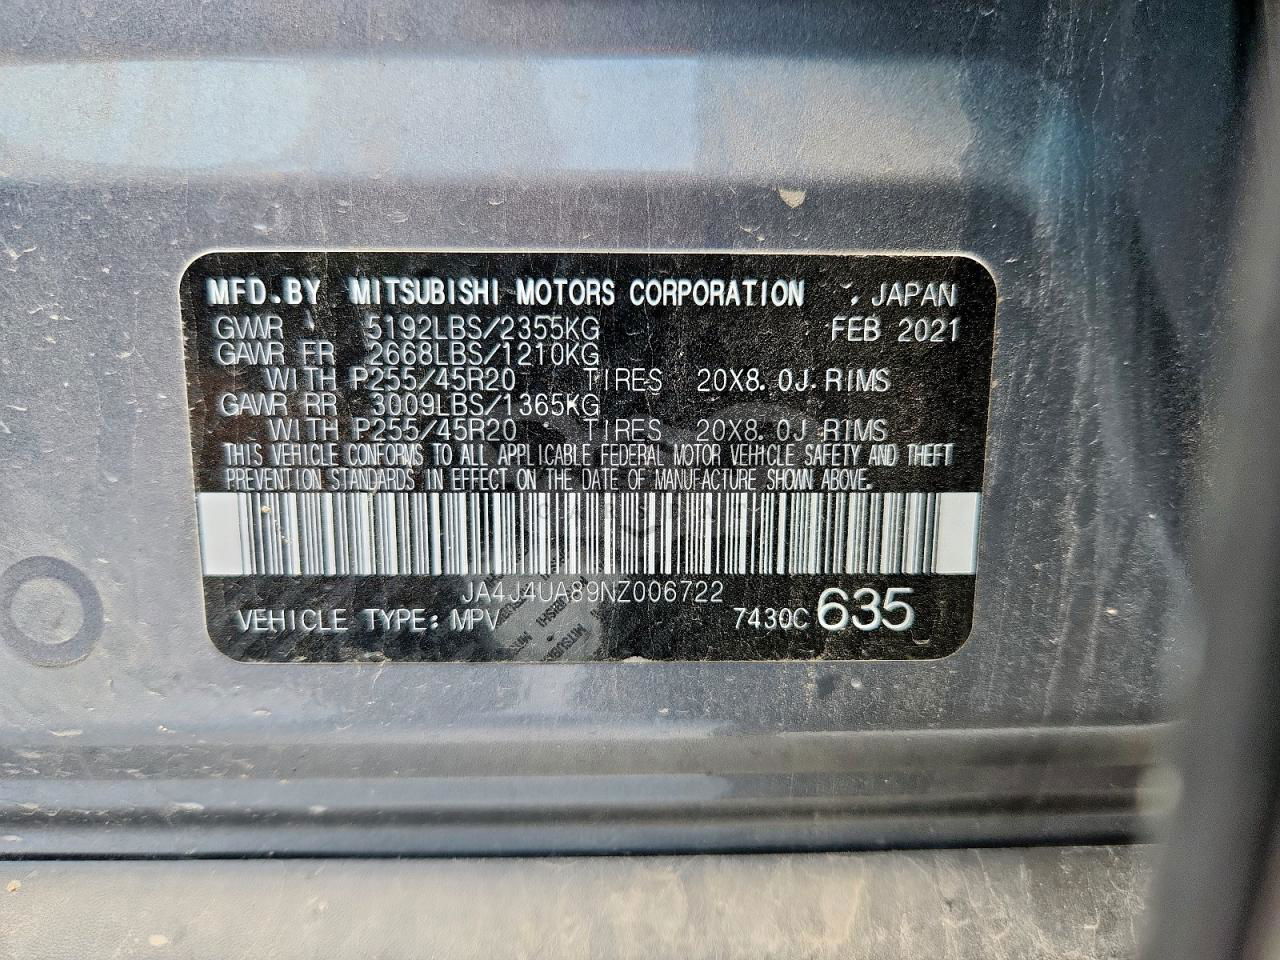 MFD.BY MITSUBISHI MOTORS CORPORATION JAPAN
GVWR 5192LBS/2355KG FEB 2021
GAWR FR 2668LBS/1210KG
WITH P255/45R20 TIRES 20X8.0J RIMS
GAWR RR 3009LBS/1365KG
WITH P255/45R20 TIRES 20X8.0J RIMS
THIS VEHICLE CONFORMS TO ALL APPLICABLE FEDERAL MOTOR VEHICLE SAFETY AND THEFT
PREVENTION STANDARDS IN EFFECT ON THE DATE OF MANUFACTURE SHOWN ABOVE.
JA4J4UA89NZ006722
VEHICLE TYPE: MPV 7430C 635
MITSUBISHI